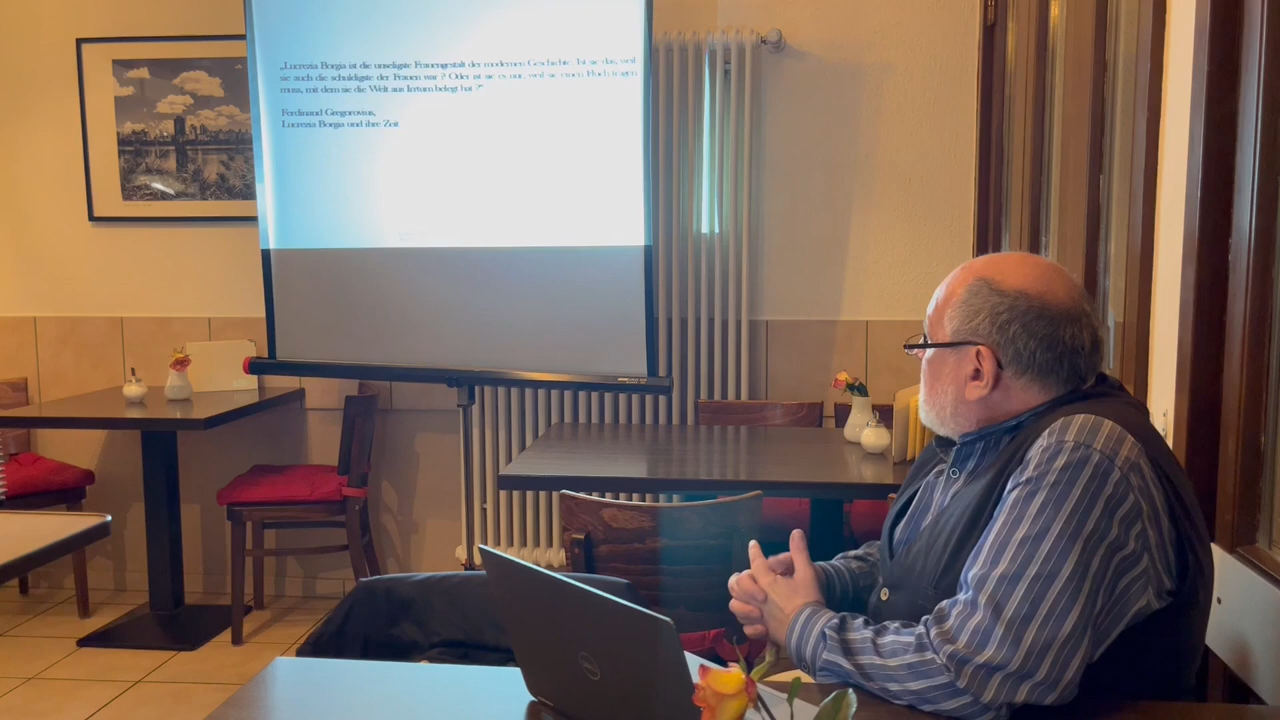 „Lucrezia Borgia ist die unseligste Frauengestalt der modernen Geschichte. Ist sie das, weil
sie auch die schuldigste der Frauen war ? Oder ist sie es nur, weil sie einen Fluch tragen
muss, mit dem sie die Welt aus Irrtum belegt hat ?"
Ferdinand Gregorovius,
Lucrezia Borgia und ihre Zeit
DELL